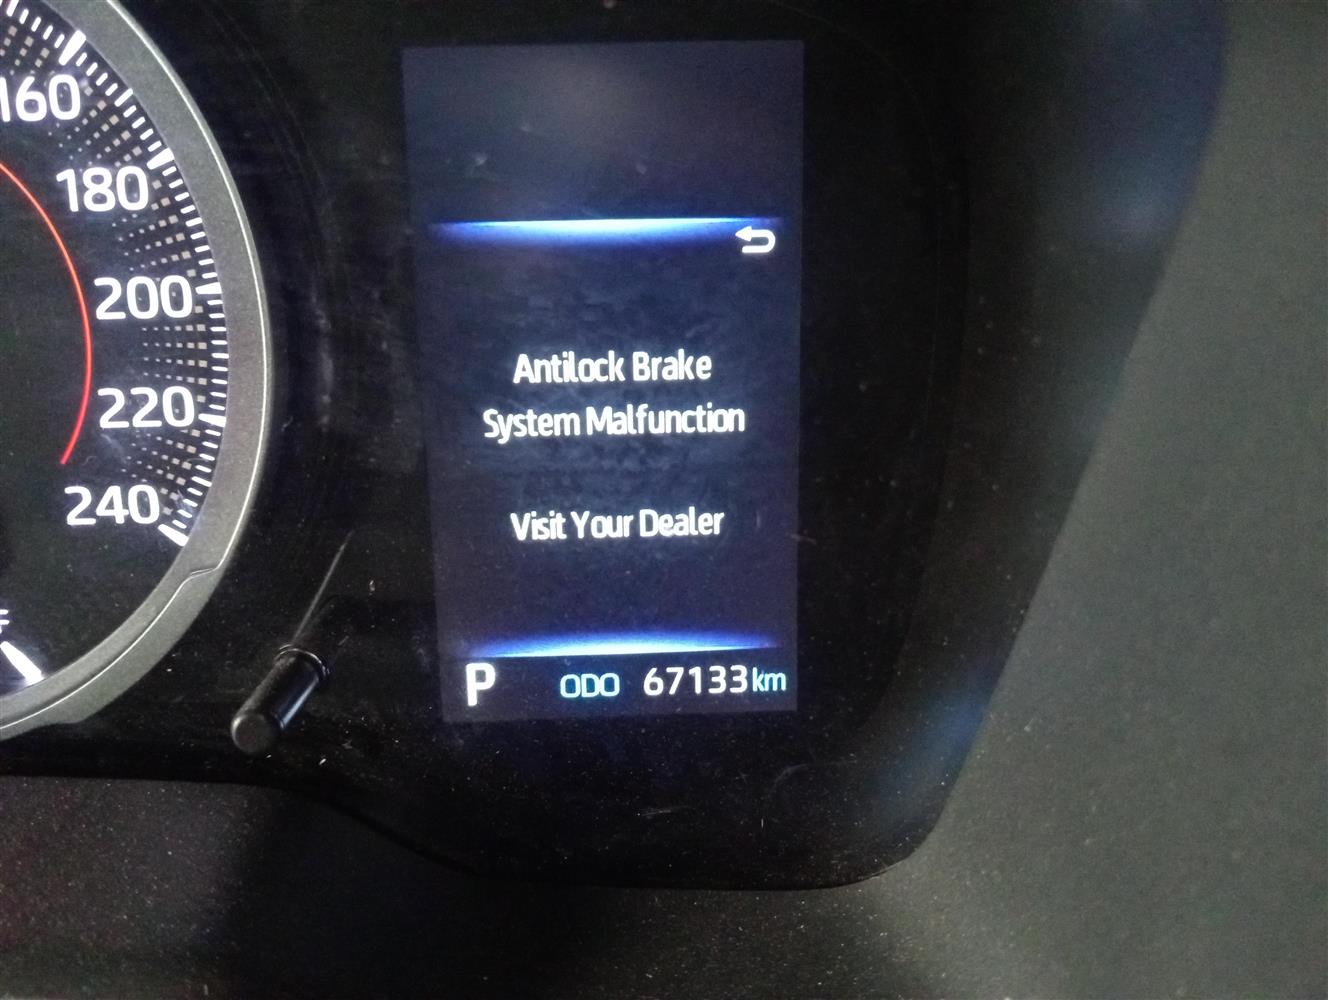 160
180
200
220
240
Antilock Brake
System Malfunction
Visit Your Dealer
P ODO 67133 km